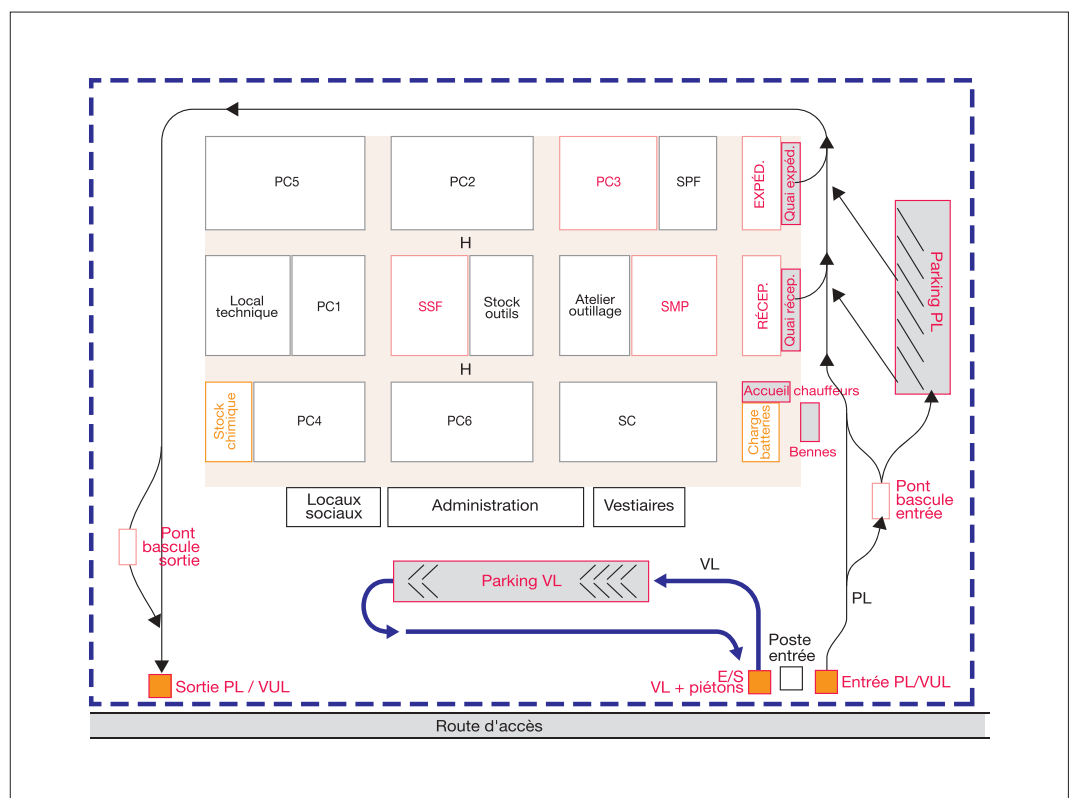 PC5
PC2
PC3
SPF
EXPÉD.
Quai expéd.
H
Local
technique
PC1
SSF
Stock
outils
Atelier
outillage
SMP
RÉCEP.
Quai récep.
Parking PL
H
Stock
chimique
PC4
PC6
SC
Accueil chauffeurs
Charge
batteries
Bennes
Locaux
sociaux
Administration
Vestiaires
Pont
bascule
entrée
Pont
bascule
sortie
Parking VL
VL
PL
Poste
entrée
Sortie PL / VUL
E/S
VL + piétons
Entrée PL/VUL
Route d'accès